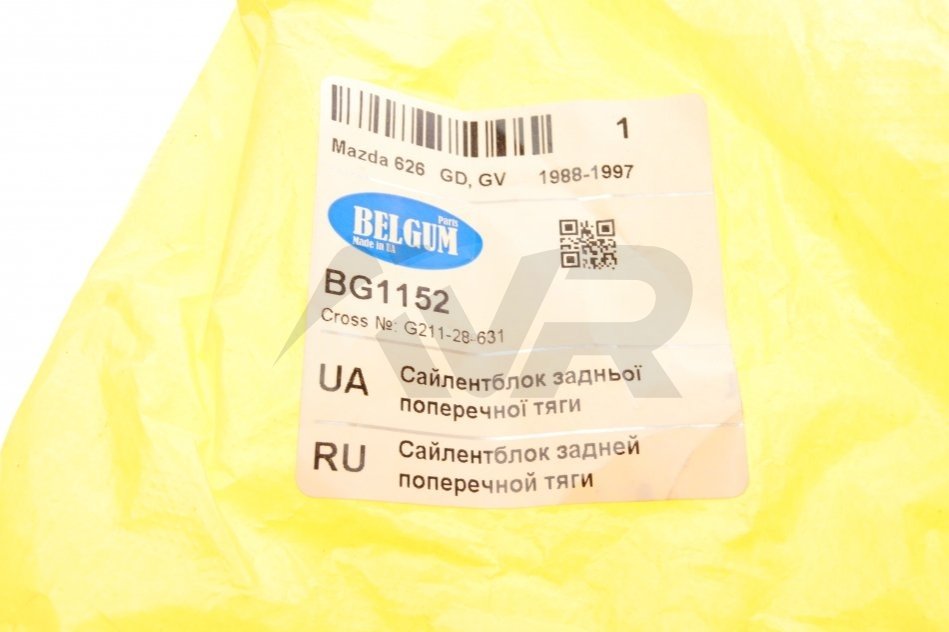 1
Mazda 626 GD, GV 1988-1997
Parts
BELGUM
Made in UA
BG1152
Cross №: G211-28-631
UA Сайлентблок задньої
поперечної тяги
RU Сайлентблок задней
поперечной тяги
VR